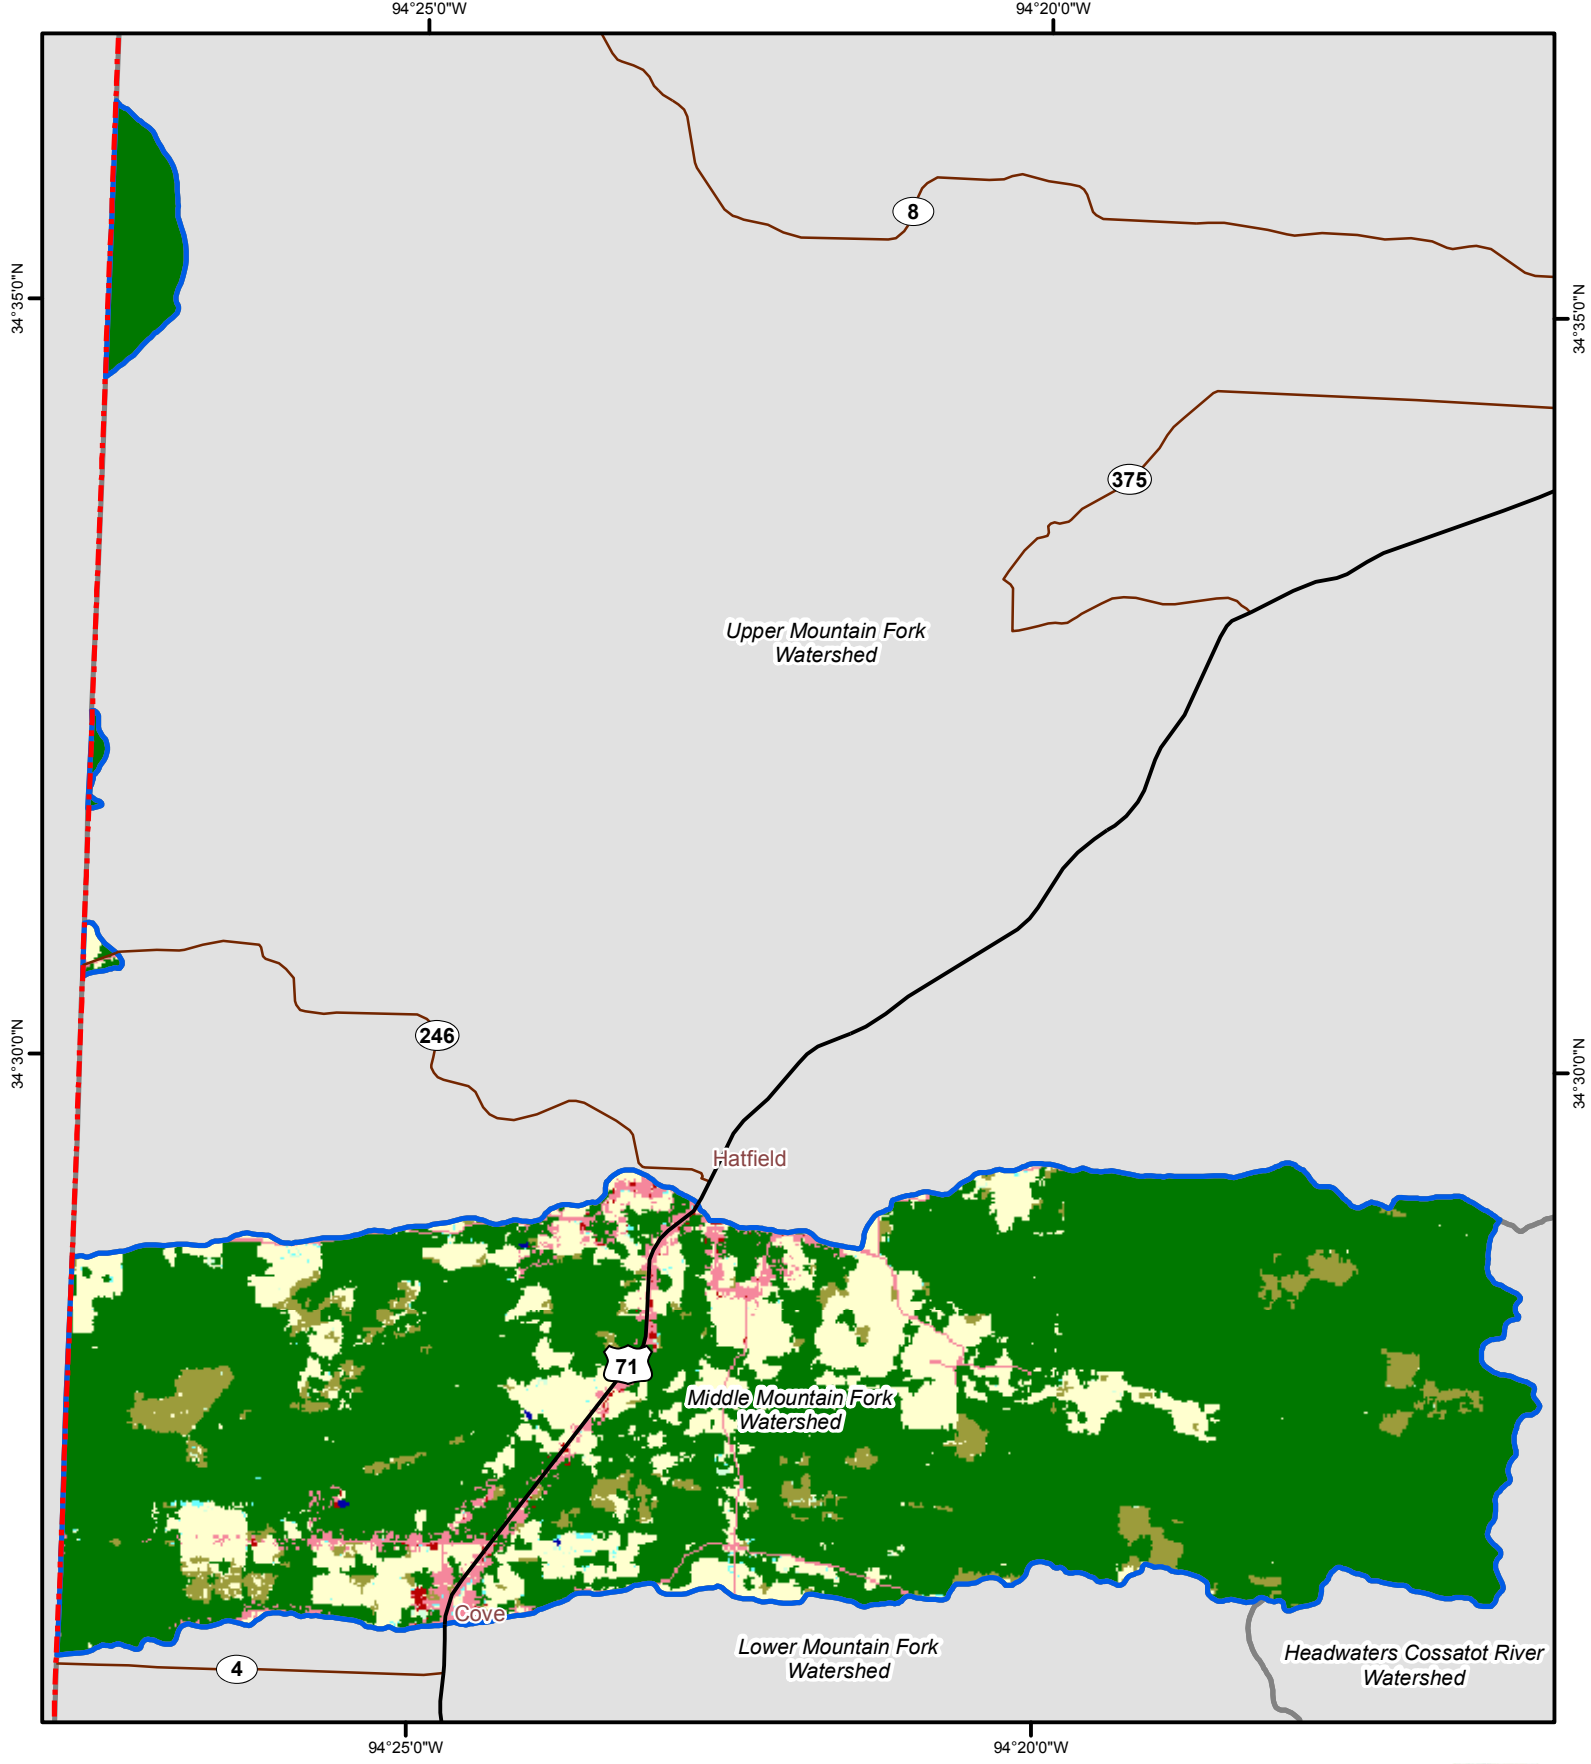 94°25'0"W
94°20'0"W
8
34°35'0"N
34°35'0"N
375
Upper Mountain Fork
Watershed
246
34°30'0"N
34°30'0"N
Hatfield
71
Middle Mountain Fork
Watershed
Cove
Lower Mountain Fork
Watershed
Headwaters Cossatot River
Watershed
4
94°25'0"W
94°20'0"W